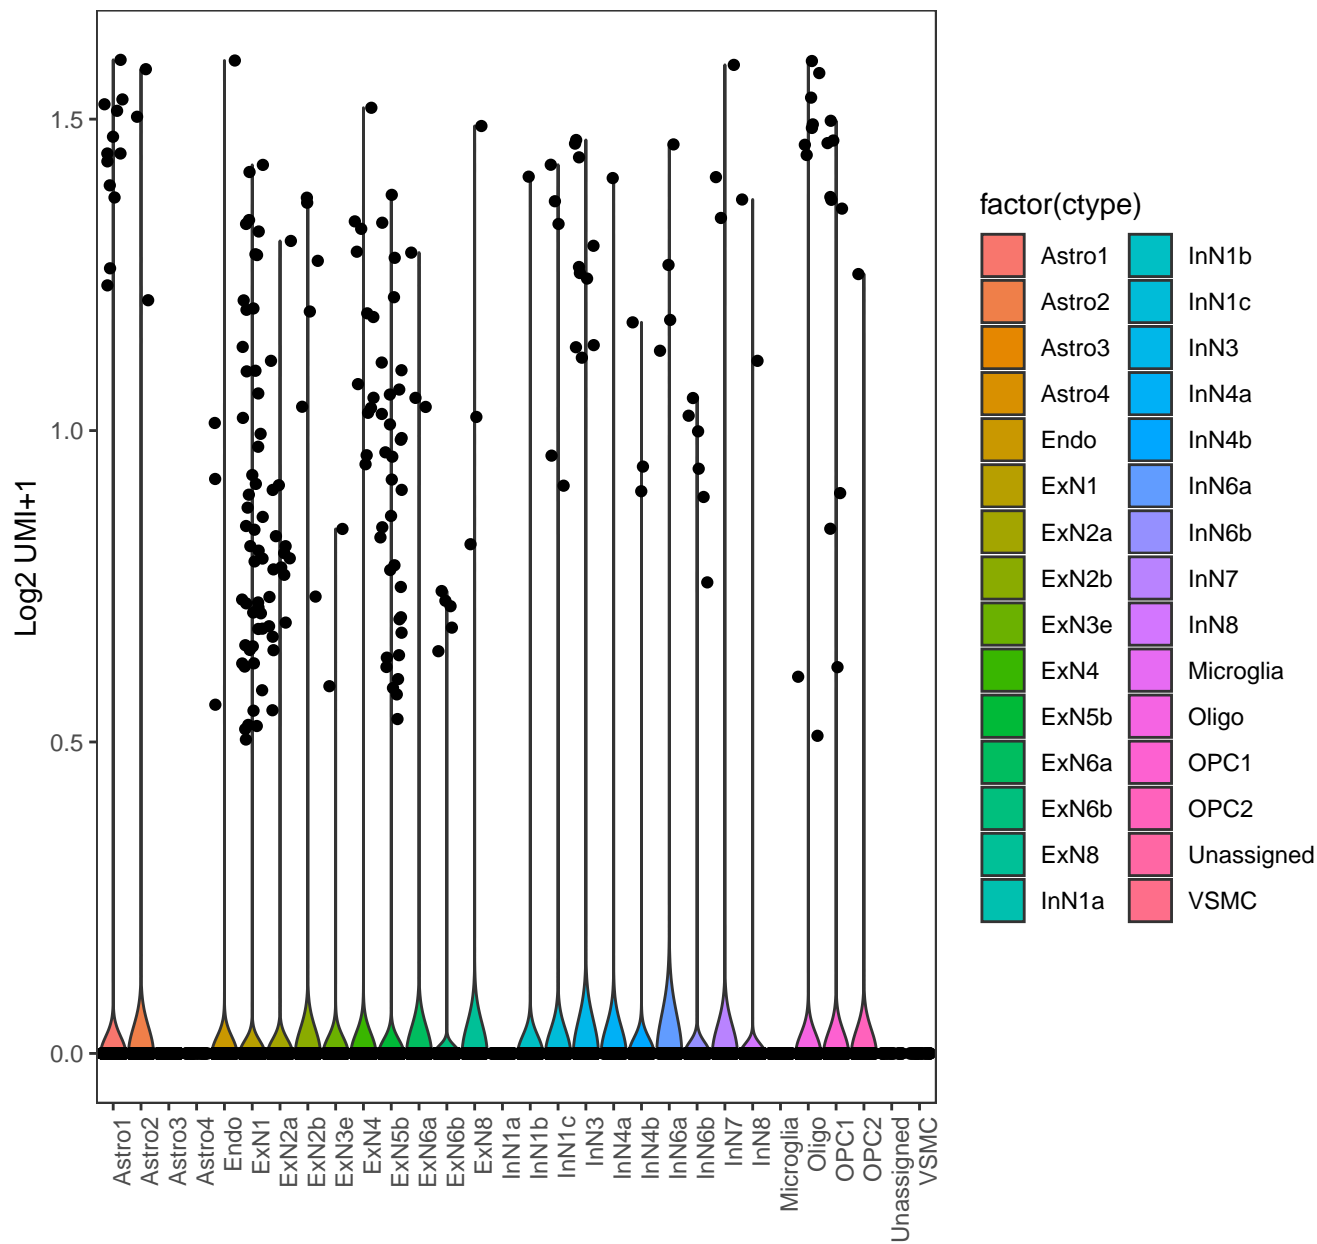 Log2 UMI+1
1.5
1.0
0.5
0.0
Astro1
Astro2
Astro3
Astro4
Endo
ExN1
ExN2a
ExN2b
ExN3e
ExN4
ExN5b
ExN6a
ExN6b
ExN8
InN1a
InN1b
InN1c
InN3
InN4a
InN4b
InN6a
InN6b
InN7
InN8
Microglia
Oligo
OPC1
OPC2
Unassigned
VSMC
factor(ctype)
Astro1
Astro2
Astro3
Astro4
Endo
ExN1
ExN2a
ExN2b
ExN3e
ExN4
ExN5b
ExN6a
ExN6b
ExN8
InN1a
InN1b
InN1c
InN3
InN4a
InN4b
InN6a
InN6b
InN7
InN8
Microglia
Oligo
OPC1
OPC2
Unassigned
VSMC